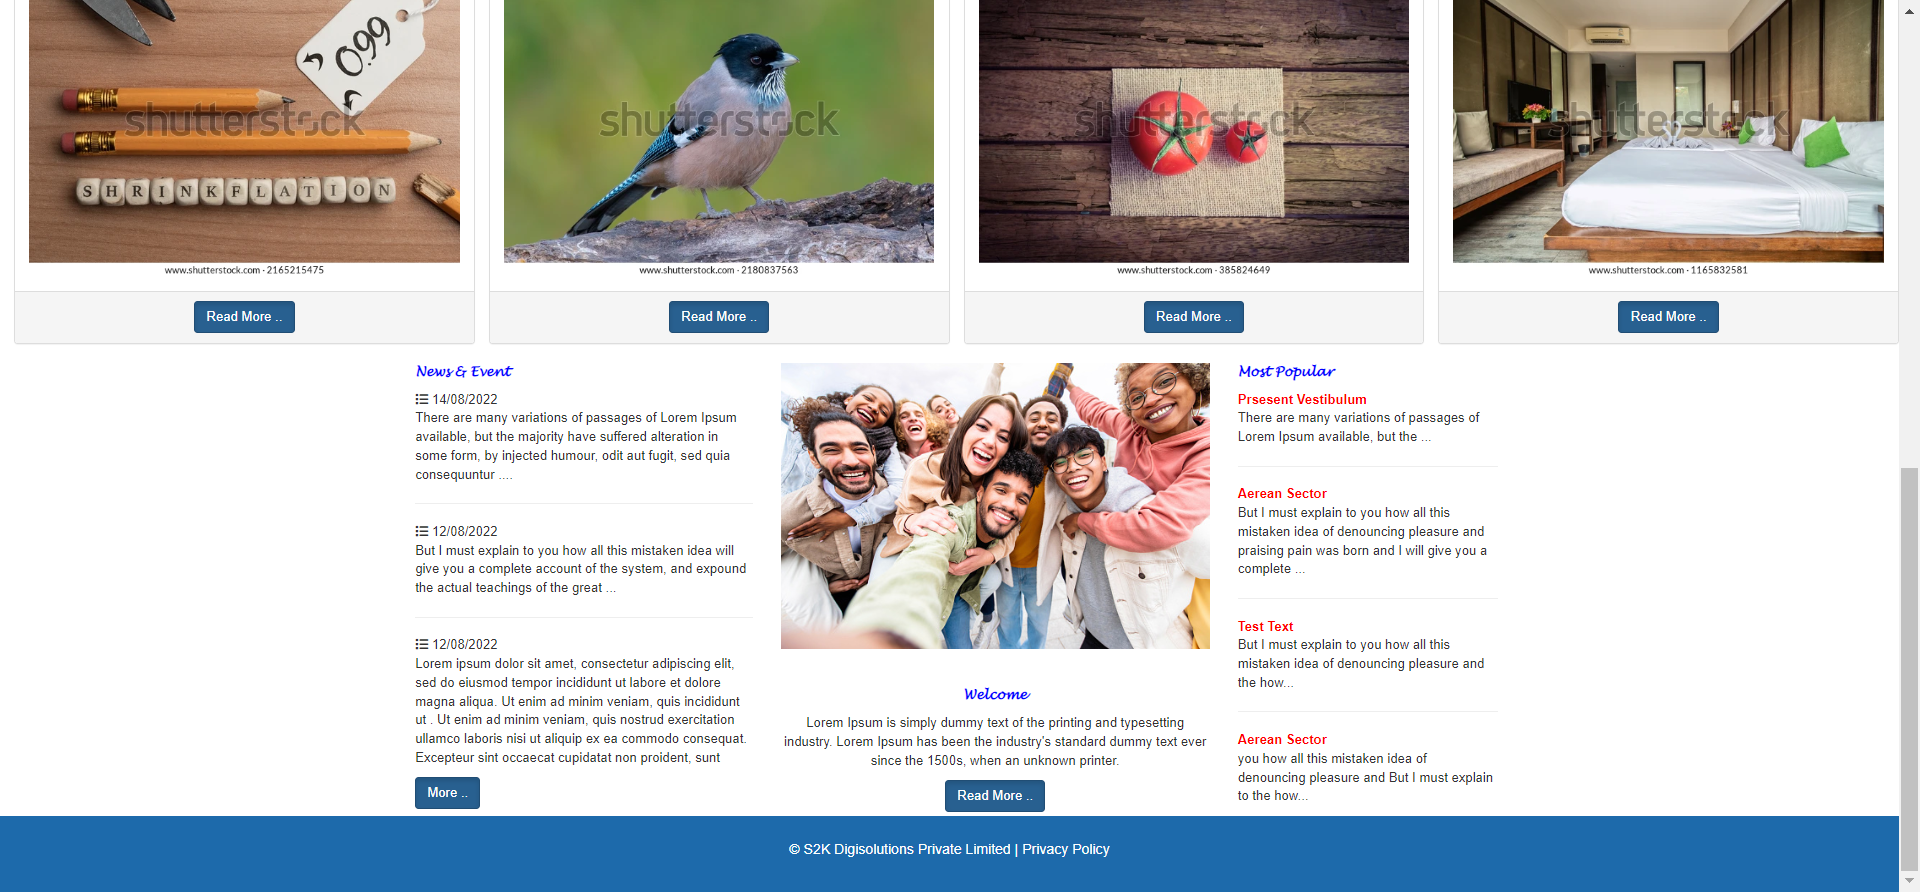 0.99
shutterstock
SHRINKFLATION
www.shutterstock.com · 2165215475
Read More ..
shutterstock
www.shutterstock.com · 2180837563
Read More ..
shutterstock
www.shutterstock.com · 385824649
Read More ..
shutterstock
www.shutterstock.com · 1165832581
Read More ..
News & Event
14/08/2022
There are many variations of passages of Lorem Ipsum
available, but the majority have suffered alteration in
some form, by injected humour, odit aut fugit, sed quia
consequuntur ....
12/08/2022
But I must explain to you how all this mistaken idea will
give you a complete account of the system, and expound
the actual teachings of the great ...
12/08/2022
Lorem ipsum dolor sit amet, consectetur adipiscing elit,
sed do eiusmod tempor incididunt ut labore et dolore
magna aliqua. Ut enim ad minim veniam, quis incididunt
ut . Ut enim ad minim veniam, quis nostrud exercitation
ullamco laboris nisi ut aliquip ex ea commodo consequat.
Excepteur sint occaecat cupidatat non proident, sunt
More ..
Welcome
Lorem Ipsum is simply dummy text of the printing and typesetting
industry. Lorem Ipsum has been the industry's standard dummy text ever
since the 1500s, when an unknown printer.
Read More ..
Most Popular
Prsesent Vestibulum
There are many variations of passages of
Lorem Ipsum available, but the ...
Aerean Sector
But I must explain to you how all this
mistaken idea of denouncing pleasure and
praising pain was born and I will give you a
complete ...
Test Text
But I must explain to you how all this
mistaken idea of denouncing pleasure and
the how...
Aerean Sector
you how all this mistaken idea of
denouncing pleasure and But I must explain
to the how...
© S2K Digisolutions Private Limited | Privacy Policy